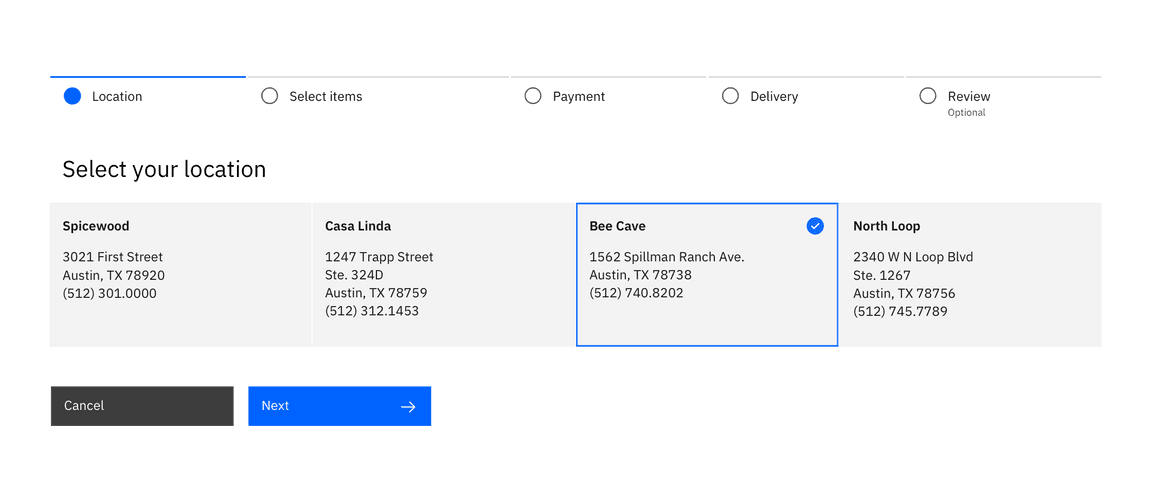 Location
Select items
Payment
Delivery
Review
Optional
Select your location
Spicewood
3021 First Street
Austin, TX 78920
(512) 301.0000
Casa Linda
1247 Trapp Street
Ste. 324D
Austin, TX 78759
(512) 312.1453
Bee Cave
1562 Spillman Ranch Ave.
Austin, TX 78738
(512) 740.8202
North Loop
2340 W N Loop Blvd
Ste. 1267
Austin, TX 78756
(512) 745.7789
Cancel
Next